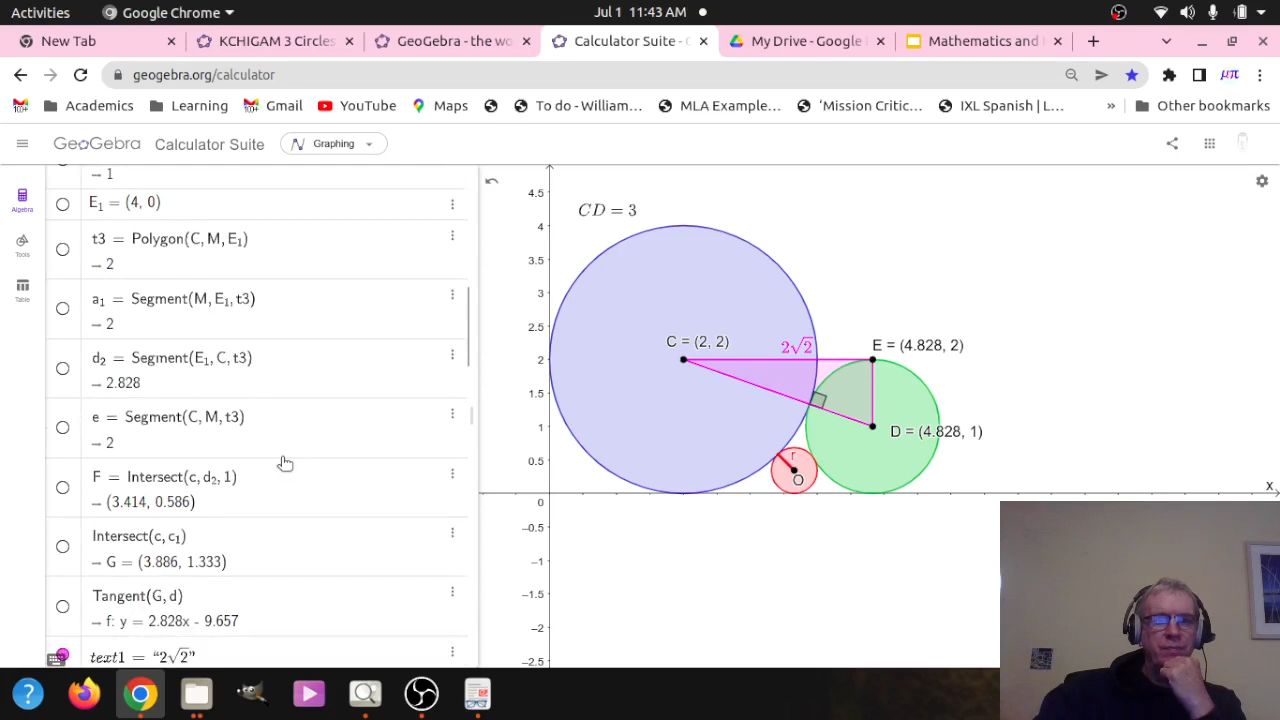 Activities
Google Chrome
Jul 1 11:43 AM
New Tab
KCHIGAM 3 Circles
GeoGebra - the wo
Calculator Suite - G
My Drive - Google
Mathematics and
geogebra.org/calculator
μπ
Academics
Learning
Gmail
YouTube
Maps
To do - William...
MLA Example...
‘Mission Critic...
IXL Spanish | L...
»
Other bookmarks
GeoGebra
Calculator Suite
Graphing
Algebra
Tools
Table
→ 1
E₁ = (4, 0)
t3 = Polygon(C, M, E₁)
→ 2
a₁ = Segment(M, E₁, t3)
→ 2
d₂ = Segment(E₁, C, t3)
→ 2.828
e = Segment(C, M, t3)
→ 2
F = Intersect(c, d₂, 1)
→ (3.414, 0.586)
Intersect(c, c₁)
→ G = (3.886, 1.333)
Tangent(G, d)
→ f: y = 2.828x - 9.657
text1 = “2√2”
CD = 3
4.5
4
3.5
3
2.5
2
1.5
1
0.5
0
−0.5
−1
−1.5
−2
−2.5
C = (2, 2)
2√2
E = (4.828, 2)
D = (4.828, 1)
r
O
x